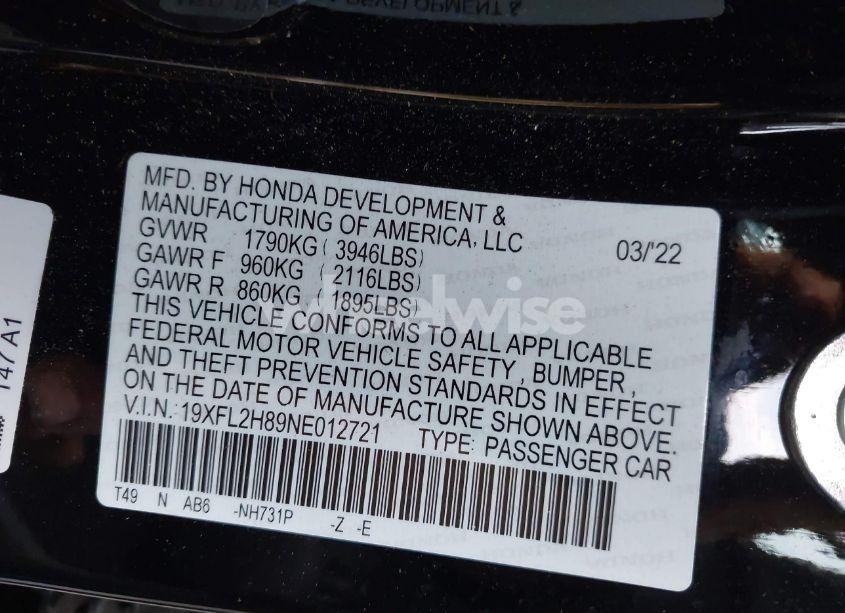 MFD. BY HONDA DEVELOPMENT &
MANUFACTURING OF AMERICA, LLC
GVWR 1790KG ( 3946LBS) 03/'22
GAWR F 960KG ( 2116LBS)
GAWR R 860KG ( 1895LBS)
THIS VEHICLE CONFORMS TO ALL APPLICABLE
FEDERAL MOTOR VEHICLE SAFETY , BUMPER ,
AND THEFT PREVENTION STANDARDS IN EFFECT
ON THE DATE OF MANUFACTURE SHOWN ABOVE.
V.I.N.: 19XFL2H89NE012721 TYPE: PASSENGER CAR
T49 N AB6 -NH731P -Z -E
147A1